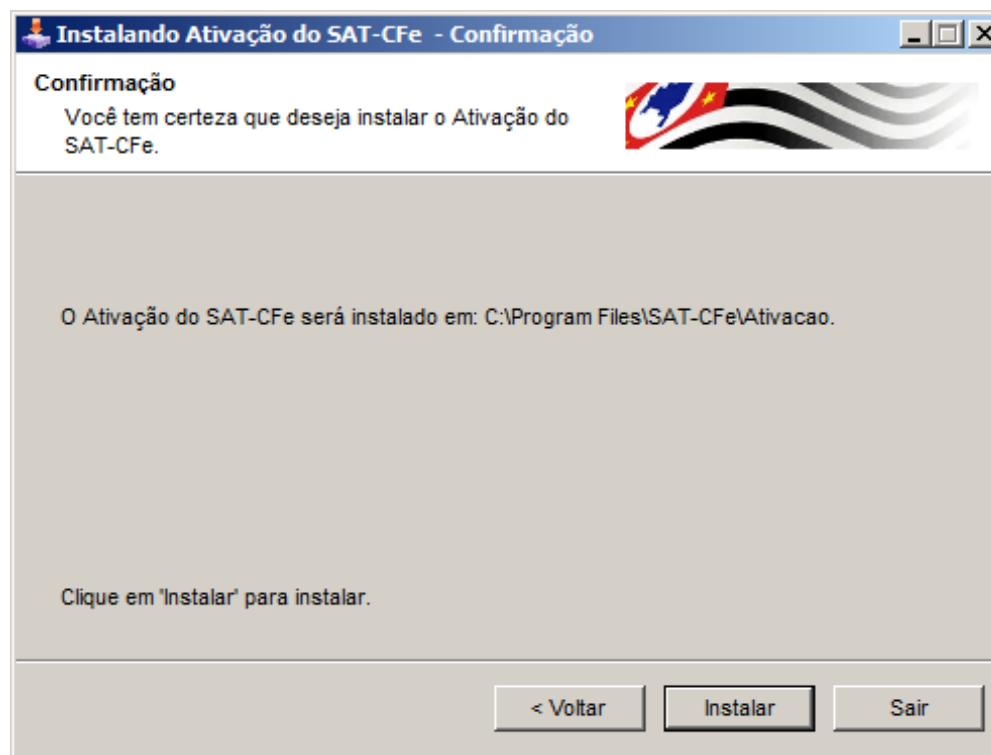 Instalando Ativação do SAT-CFe - Confirmação
Confirmação
Você tem certeza que deseja instalar o Ativação do
SAT-CFe.
O Ativação do SAT-CFe será instalado em: C:\Program Files\SAT-CFe\Ativacao.
Clique em 'Instalar' para instalar.
< Voltar
Instalar
Sair